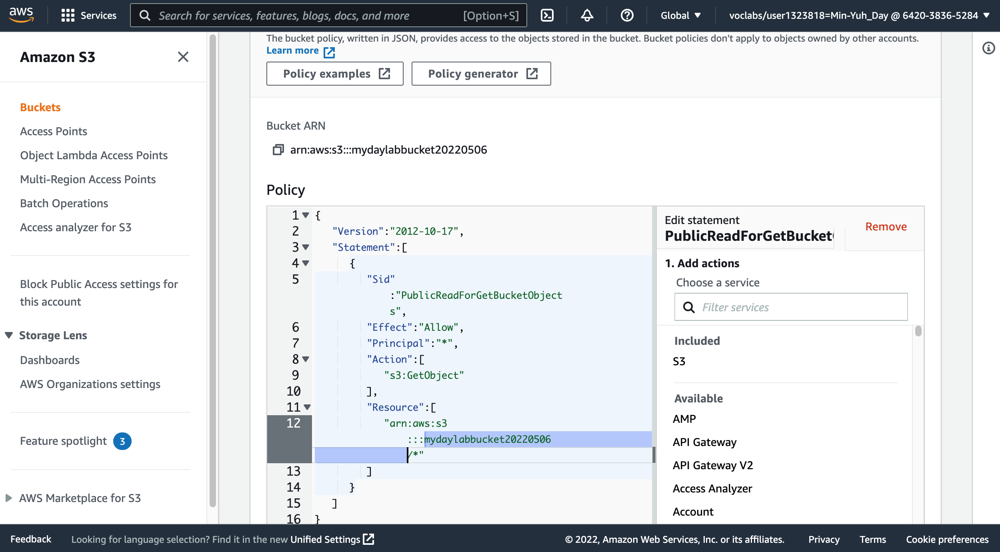 aws
Services
Search for services, features, blogs, docs, and more
[Option+S]
Global
voclabs/user1323818=Min-Yuh_Day @ 6420-3836-5284
Amazon S3
Buckets
Access Points
Object Lambda Access Points
Multi-Region Access Points
Batch Operations
Access analyzer for S3
Block Public Access settings for
this account
Storage Lens
Dashboards
AWS Organizations settings
Feature spotlight
3
AWS Marketplace for S3
The bucket policy, written in JSON, provides access to the objects stored in the bucket. Bucket policies don't apply to objects owned by other accounts.
Learn more
Policy examples
Policy generator
Bucket ARN
arn:aws:s3:::mydaylabbucket20220506
Policy
1 {
2 "Version":"2012-10-17",
3 "Statement":[
4 {
5 "Sid"
:"PublicReadForGetBucketObject
s",
6 "Effect":"Allow",
7 "Principal":"*",
8 "Action":[
9 "s3:GetObject"
10 ],
11 "Resource":[
12 "arn:aws:s3
:::mydaylabbucket20220506
/*"
13 ]
14 }
15 ]
16 }
Edit statement
PublicReadForGetBucket
Remove
1. Add actions
Choose a service
Filter services
Included
S3
Available
AMP
API Gateway
API Gateway V2
Access Analyzer
Account
Feedback
Looking for language selection? Find it in the new Unified Settings
© 2022, Amazon Web Services, Inc. or its affiliates.
Privacy
Terms
Cookie preferences